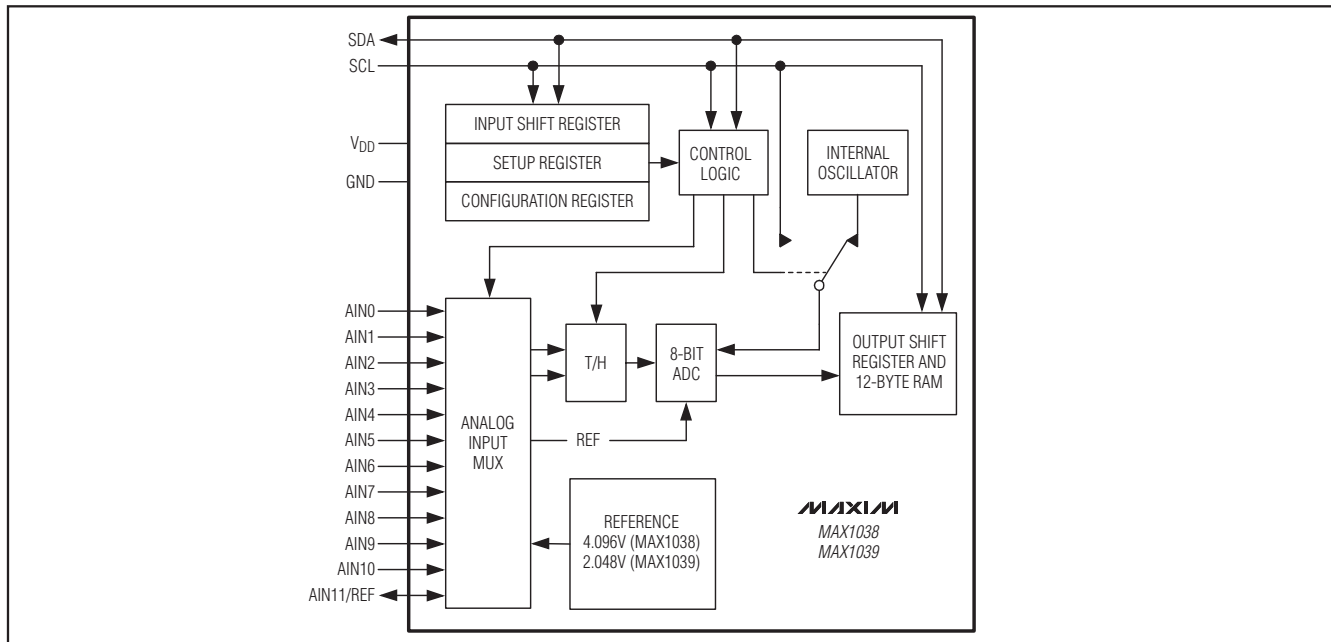 SDA
SCL
V_DD
GND
INPUT SHIFT REGISTER
SETUP REGISTER
CONFIGURATION REGISTER
CONTROL
LOGIC
INTERNAL
OSCILLATOR
AIN0
AIN1
AIN2
AIN3
AIN4
AIN5
AIN6
AIN7
AIN8
AIN9
AIN10
AIN11/REF
ANALOG
INPUT
MUX
T/H
8-BIT
ADC
REF
OUTPUT SHIFT
REGISTER AND
12-BYTE RAM
REFERENCE
4.096V (MAX1038)
2.048V (MAX1039)
MAXIM
MAX1038
MAX1039